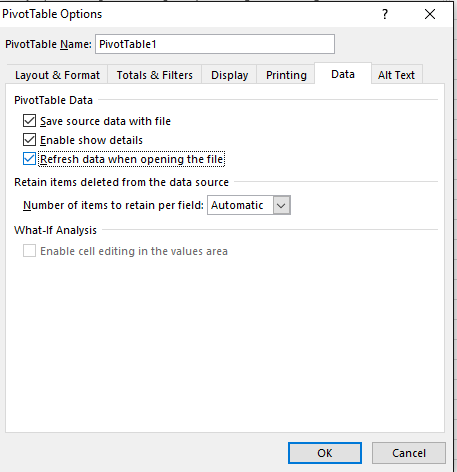 PivotTable Options ? ×
PivotTable Name: PivotTable1
Layout & Format Totals & Filters Display Printing Data Alt Text
PivotTable Data
Save source data with file
Enable show details
Refresh data when opening the file
Retain items deleted from the data source
Number of items to retain per field: Automatic
What-If Analysis
Enable cell editing in the values area
OK Cancel